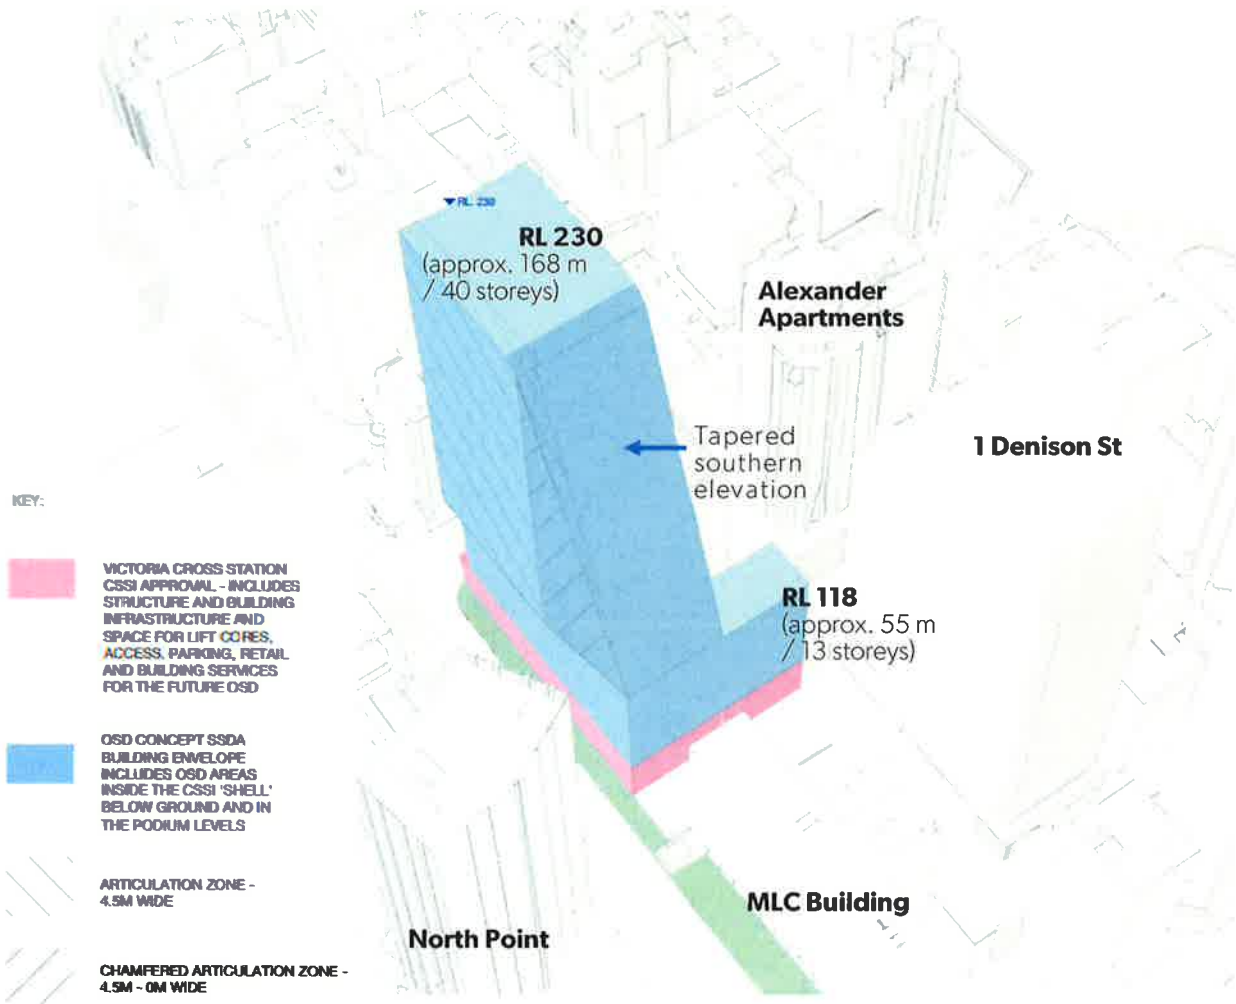 RL 230
RL 230
(approx. 168 m
/ 40 storeys)
Alexander
Apartments
Tapered
southern
elevation
1 Denison St
RL 118
(approx. 55 m
/ 13 storeys)
MLC Building
North Point
KEY:
VICTORIA CROSS STATION
CSSI APPROVAL - INCLUDES
STRUCTURE AND BUILDING
INFRASTRUCTURE AND
SPACE FOR LIFT CORES,
ACCESS, PARKING, RETAIL
AND BUILDING SERVICES
FOR THE FUTURE OSD
OSD CONCEPT SSDA
BUILDING ENVELOPE
INCLUDES OSD AREAS
INSIDE THE CSSI 'SHELL'
BELOW GROUND AND IN
THE PODIUM LEVELS
ARTICULATION ZONE -
4.5M WIDE
CHAMFERED ARTICULATION ZONE -
4.5M - 0M WIDE